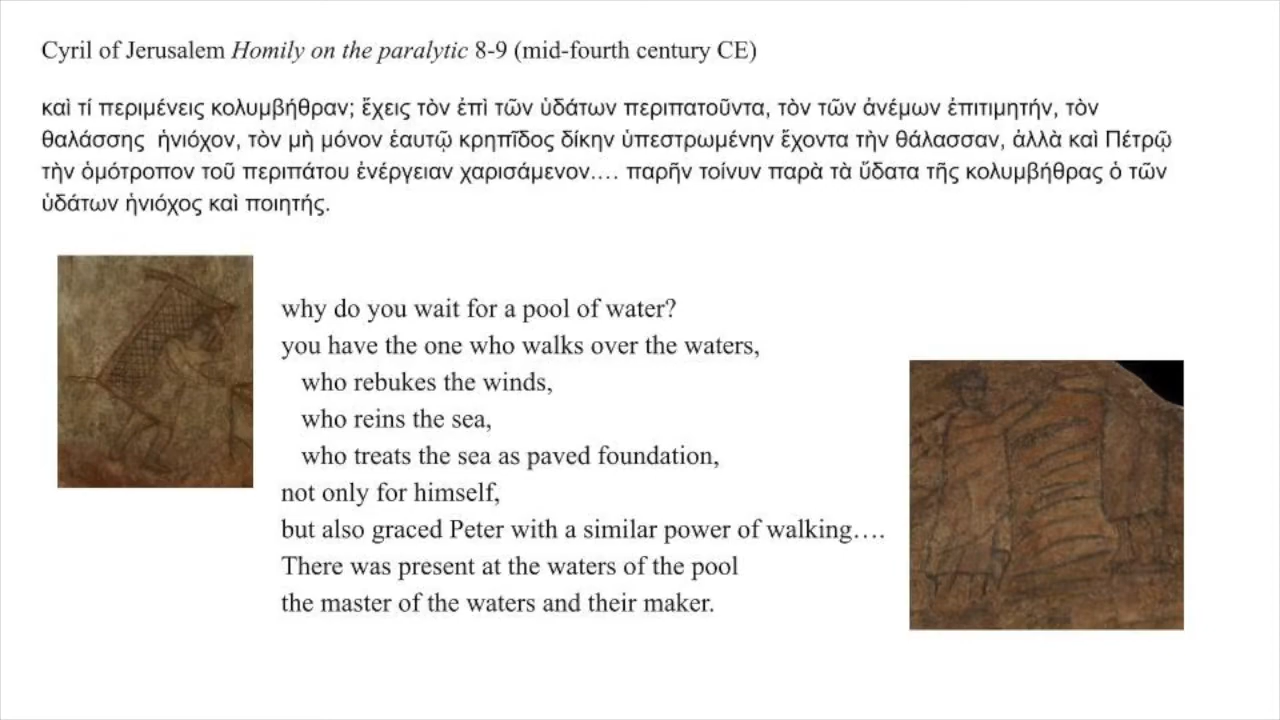 Cyril of Jerusalem Homily on the paralytic 8-9 (mid-fourth century CE)
καὶ τί περιμένεις κολυμβήθραν; ἔχεις τὸν ἐπὶ τῶν ὑδάτων περιπατοῦντα, τὸν τῶν ἀνέμων ἐπιτιμητήν, τὸν
θαλάσσης ἡνιόχον, τὸν μὴ μόνον ἑαυτῷ κρηπῖδος δίκην ὑπεστρωμένην ἔχοντα τὴν θάλασσαν, ἀλλὰ καὶ Πέτρῷ
τὴν ὁμότροπον τοῦ περιπάτου ἐνέργειαν χαρισάμενον.… παρῆν τοίνυν παρὰ τὰ ὕδατα τῆς κολυμβήθρας ὁ τῶν
ὑδάτων ἡνιόχος καὶ ποιητής.
why do you wait for a pool of water?
you have the one who walks over the waters,
who rebukes the winds,
who reins the sea,
who treats the sea as paved foundation,
not only for himself,
but also graced Peter with a similar power of walking….
There was present at the waters of the pool
the master of the waters and their maker.